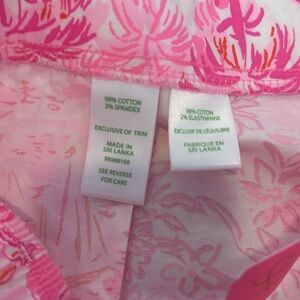 98% COTTON
2% SPANDEX
EXCLUSIVE OF TRIM
MADE IN
SRI LANKA
RN#88189
SEE REVERSE
FOR CARE
98% COTON
2% ÉLASTHANNE
EXCLUSIF DE L'ÉQUILIBRE
FABRIQUÉ EN
SRI LANKA